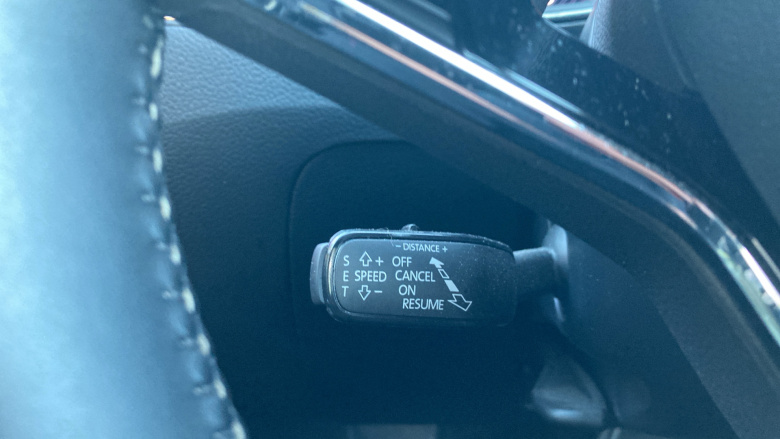 - DISTANCE +
S + OFF
E SPEED CANCEL
T - ON
RESUME